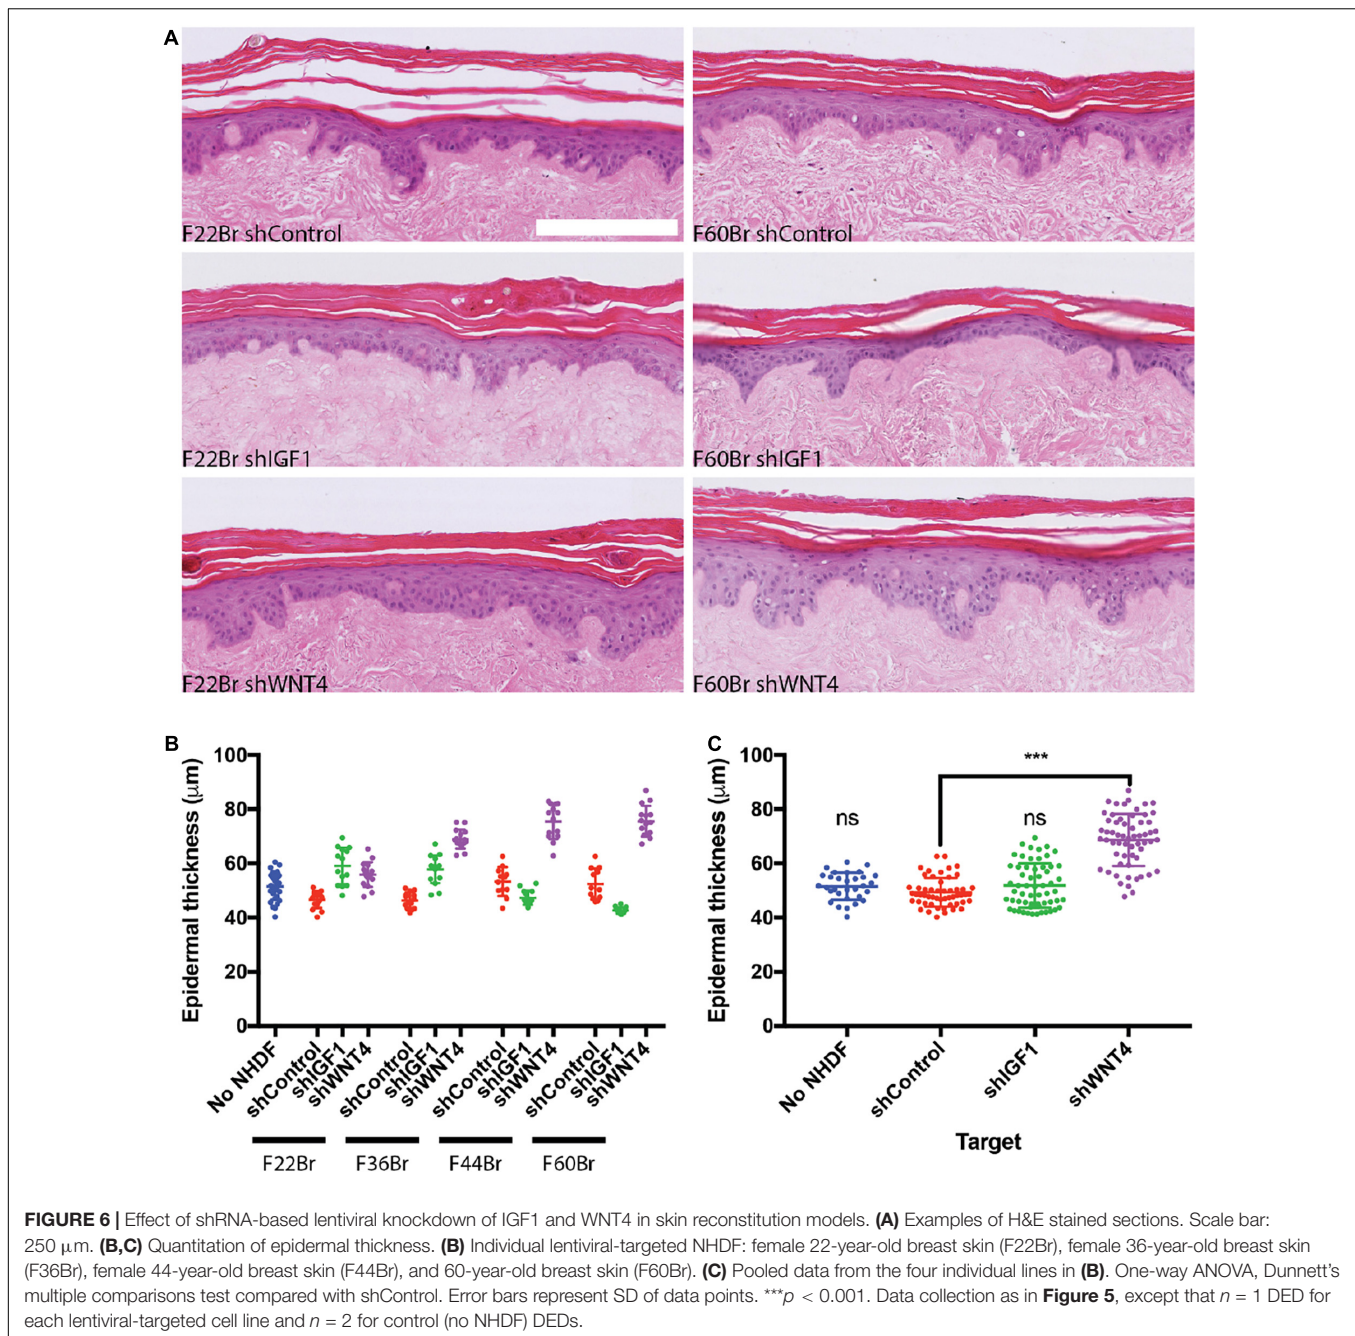 A
F22Br shControl
F60Br shControl
F22Br shIGF1
F60Br shIGF1
F22Br shWNT4
F60Br shWNT4
B
Epidermal thickness (μm)
100
80
60
40
20
0
No NHDF
shControl
shIGF1
shWNT4
shControl
shIGF1
shWNT4
shControl
shIGF1
shWNT4
shControl
shIGF1
shWNT4
F22Br
F36Br
F44Br
F60Br
C
Epidermal thickness (μm)
100
80
60
40
20
0
ns
ns
***
No NHDF
shControl
shIGF1
shWNT4
Target
FIGURE 6 | Effect of shRNA-based lentiviral knockdown of IGF1 and WNT4 in skin reconstitution models. (A) Examples of H&E stained sections. Scale bar:
250 μm. (B,C) Quantitation of epidermal thickness. (B) Individual lentiviral-targeted NHDF: female 22-year-old breast skin (F22Br), female 36-year-old breast skin
(F36Br), female 44-year-old breast skin (F44Br), and 60-year-old breast skin (F60Br). (C) Pooled data from the four individual lines in (B). One-way ANOVA, Dunnett's
multiple comparisons test compared with shControl. Error bars represent SD of data points. ***p < 0.001. Data collection as in Figure 5, except that n = 1 DED for
each lentiviral-targeted cell line and n = 2 for control (no NHDF) DEDs.